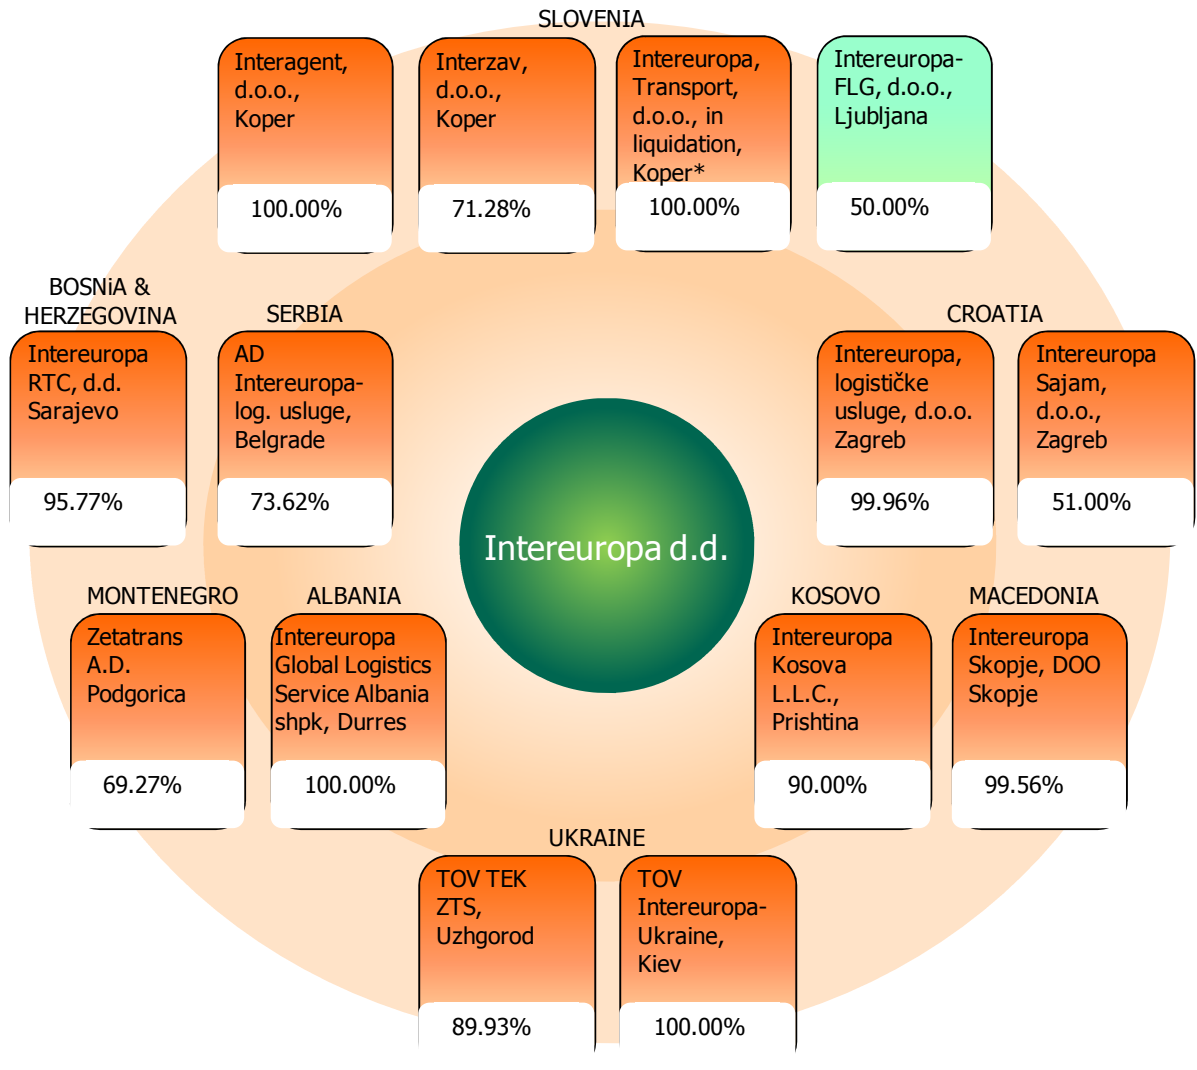 SLOVENIA
Interagent,
d.o.o.,
Koper
100.00%
Interzav,
d.o.o.,
Koper
71.28%
Intereuropa,
Transport,
d.o.o., in
liquidation,
Koper*
100.00%
Intereuropa-
FLG, d.o.o.,
Ljubljana
50.00%
BOSNiA &
HERZEGOVINA
Intereuropa
RTC, d.d.
Sarajevo
95.77%
SERBIA
AD
Intereuropa-
log. usluge,
Belgrade
73.62%
CROATIA
Intereuropa,
logističke
usluge, d.o.o.
Zagreb
99.96%
Intereuropa
Sajam,
d.o.o.,
Zagreb
51.00%
Intereuropa d.d.
MONTENEGRO
Zetatrans
A.D.
Podgorica
69.27%
ALBANIA
Intereuropa
Global Logistics
Service Albania
shpk, Durres
100.00%
KOSOVO
Intereuropa
Kosova
L.L.C.,
Prishtina
90.00%
MACEDONIA
Intereuropa
Skopje, DOO
Skopje
99.56%
UKRAINE
TOV TEK
ZTS,
Uzhgorod
89.93%
TOV
Intereuropa-
Ukraine,
Kiev
100.00%